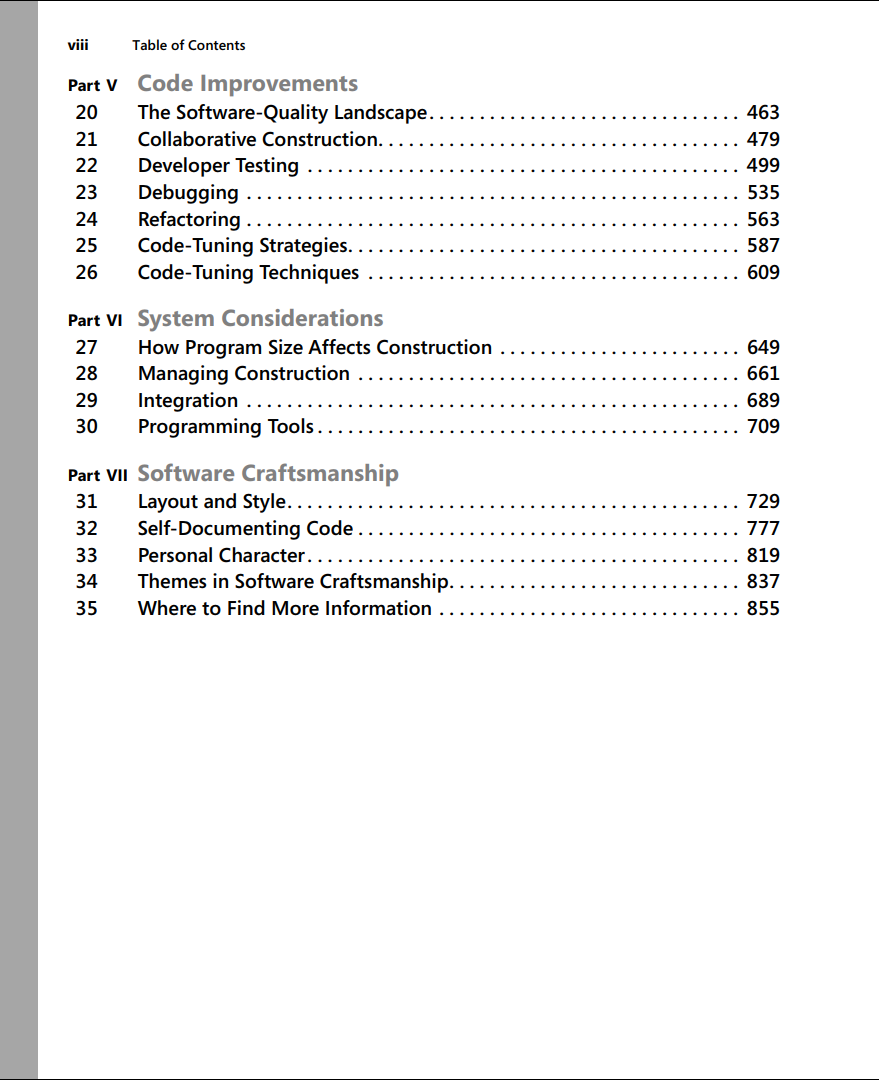 viii Table of Contents
Part V Code Improvements
20 The Software-Quality Landscape. . . . . . . . . . . . . . . . . . . . . . . . . . . . . . . 463
21 Collaborative Construction. . . . . . . . . . . . . . . . . . . . . . . . . . . . . . . . . . . . 479
22 Developer Testing . . . . . . . . . . . . . . . . . . . . . . . . . . . . . . . . . . . . . . . . . . . 499
23 Debugging . . . . . . . . . . . . . . . . . . . . . . . . . . . . . . . . . . . . . . . . . . . . . . . . . 535
24 Refactoring . . . . . . . . . . . . . . . . . . . . . . . . . . . . . . . . . . . . . . . . . . . . . . . . . 563
25 Code-Tuning Strategies. . . . . . . . . . . . . . . . . . . . . . . . . . . . . . . . . . . . . . . 587
26 Code-Tuning Techniques . . . . . . . . . . . . . . . . . . . . . . . . . . . . . . . . . . . . . 609
Part VI System Considerations
27 How Program Size Affects Construction . . . . . . . . . . . . . . . . . . . . . . . . 649
28 Managing Construction . . . . . . . . . . . . . . . . . . . . . . . . . . . . . . . . . . . . . . 661
29 Integration . . . . . . . . . . . . . . . . . . . . . . . . . . . . . . . . . . . . . . . . . . . . . . . . . 689
30 Programming Tools . . . . . . . . . . . . . . . . . . . . . . . . . . . . . . . . . . . . . . . . . . 709
Part VII Software Craftsmanship
31 Layout and Style. . . . . . . . . . . . . . . . . . . . . . . . . . . . . . . . . . . . . . . . . . . . . 729
32 Self-Documenting Code . . . . . . . . . . . . . . . . . . . . . . . . . . . . . . . . . . . . . . 777
33 Personal Character . . . . . . . . . . . . . . . . . . . . . . . . . . . . . . . . . . . . . . . . . . . 819
34 Themes in Software Craftsmanship. . . . . . . . . . . . . . . . . . . . . . . . . . . . . 837
35 Where to Find More Information . . . . . . . . . . . . . . . . . . . . . . . . . . . . . . 855